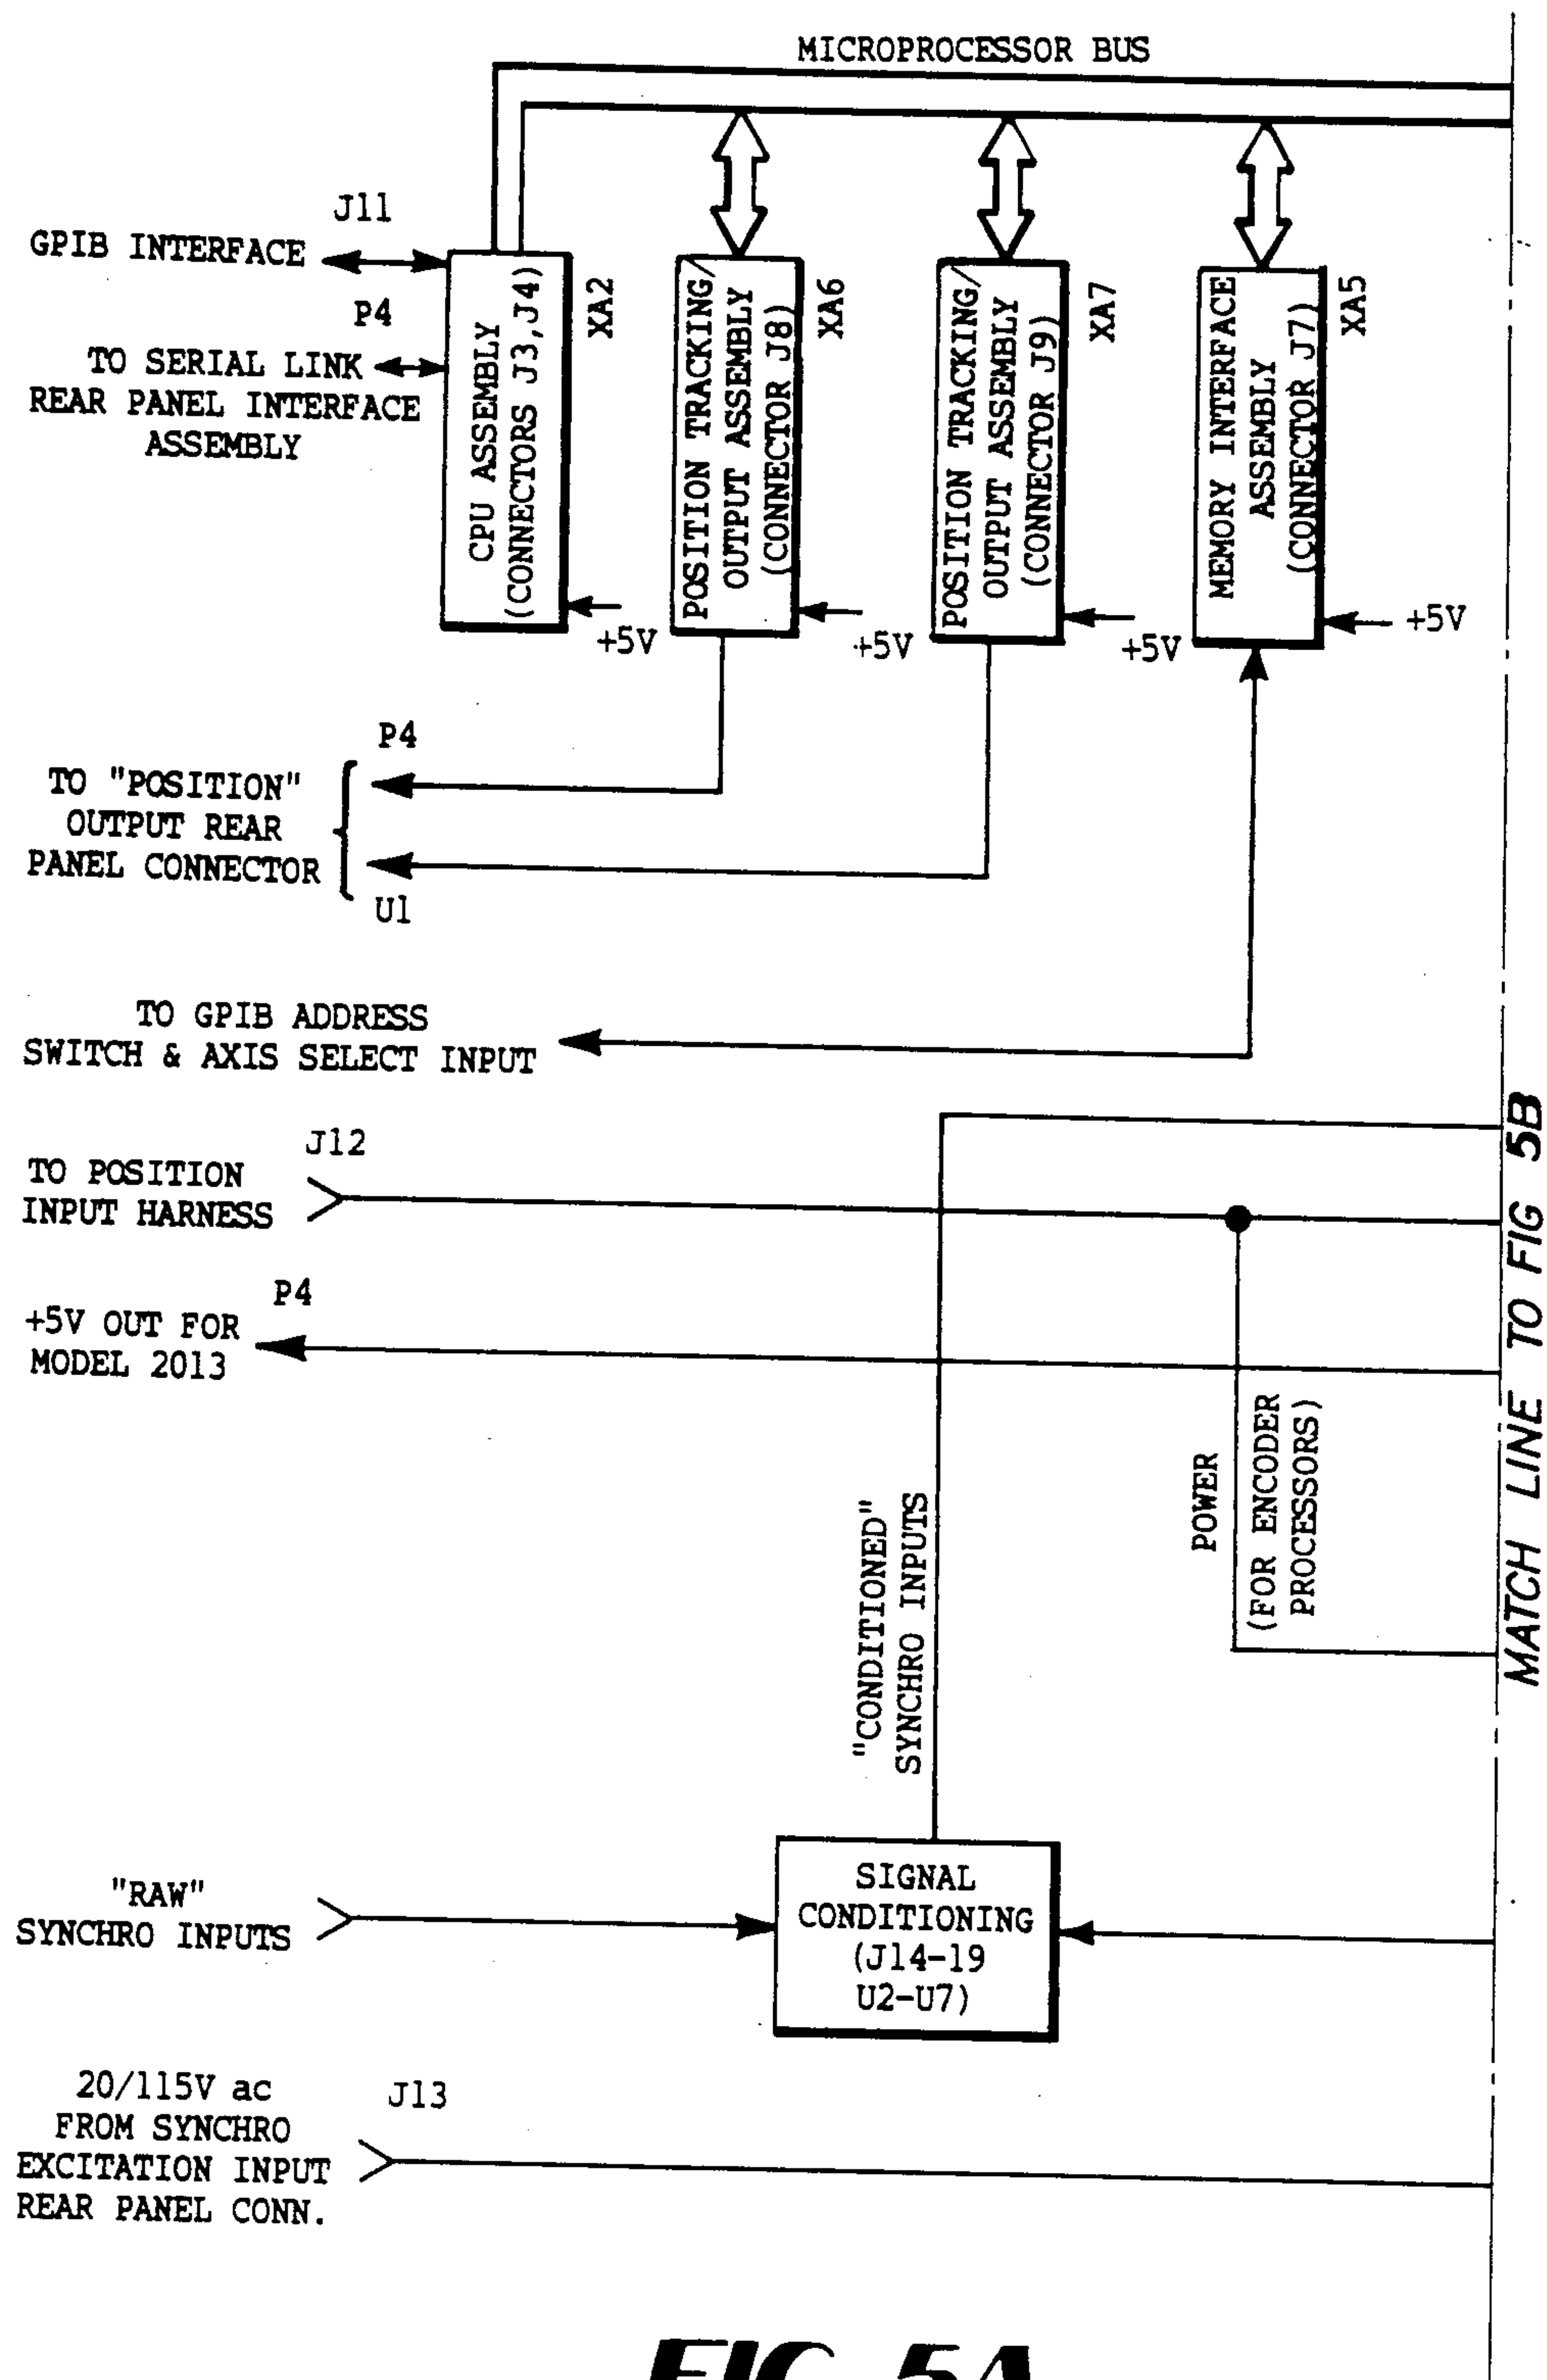 MICROPROCESSOR BUS
J11
GPIB INTERFACE
P4
TO SERIAL LINK
REAR PANEL INTERFACE
ASSEMBLY
CPU ASSEMBLY
(CONNECTORS J3,J4)
XA2
+5V
POSITION TRACKING/
OUTPUT ASSEMBLY
(CONNECTOR J8)
XA6
+5V
POSITION TRACKING/
OUTPUT ASSEMBLY
(CONNECTOR J9)
XA7
+5V
MEMORY INTERFACE
ASSEMBLY
(CONNECTOR J7)
XA5
+5V
P4
TO "POSITION"
OUTPUT REAR
PANEL CONNECTOR
U1
TO GPIB ADDRESS
SWITCH & AXIS SELECT INPUT
J12
TO POSITION
INPUT HARNESS
P4
+5V OUT FOR
MODEL 2013
"CONDITIONED"
SYNCHRO INPUTS
POWER
(FOR ENCODER
PROCESSORS)
MATCH LINE TO FIG 5B
"RAW"
SYNCHRO INPUTS
SIGNAL
CONDITIONING
(J14-19
U2-U7)
20/115V ac
FROM SYNCHRO
EXCITATION INPUT
REAR PANEL CONN.
J13
FIG 5A